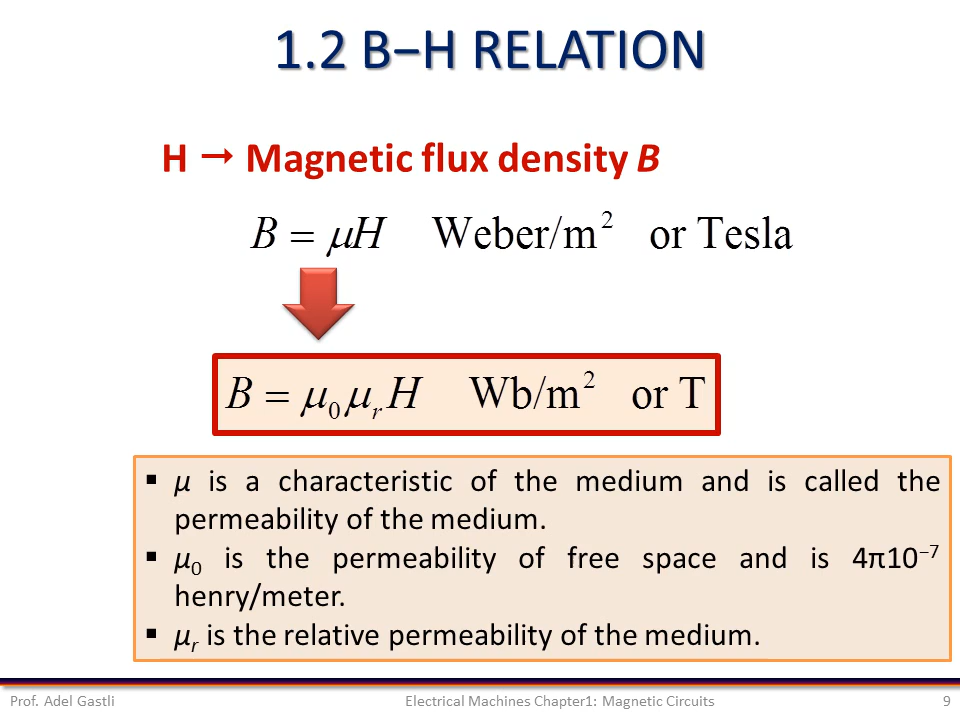 1.2 B−H RELATION
H → Magnetic flux density B
B = μH Weber/m² or Tesla
B = μ₀μᵣH Wb/m² or T
▪ μ is a characteristic of the medium and is called the
permeability of the medium.
▪ μ₀ is the permeability of free space and is 4π10⁻⁷
henry/meter.
▪ μᵣ is the relative permeability of the medium.
Prof. Adel Gastli Electrical Machines Chapter1: Magnetic Circuits 9